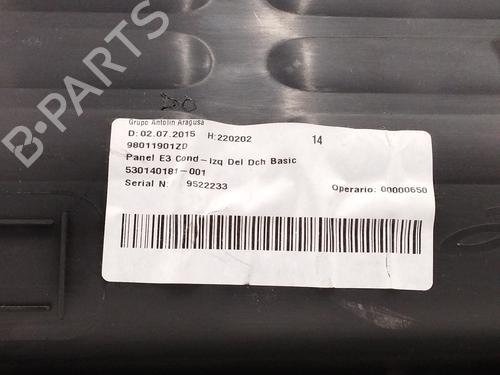 Grupo Antolin Aragusa
D: 02.07.2015 H:220202 14
98011901ZD
Panel E3 Cond-Izq Del Dch Basic
530140181-001
Serial N: 9522233 Operario: 00000650
B-PARTS